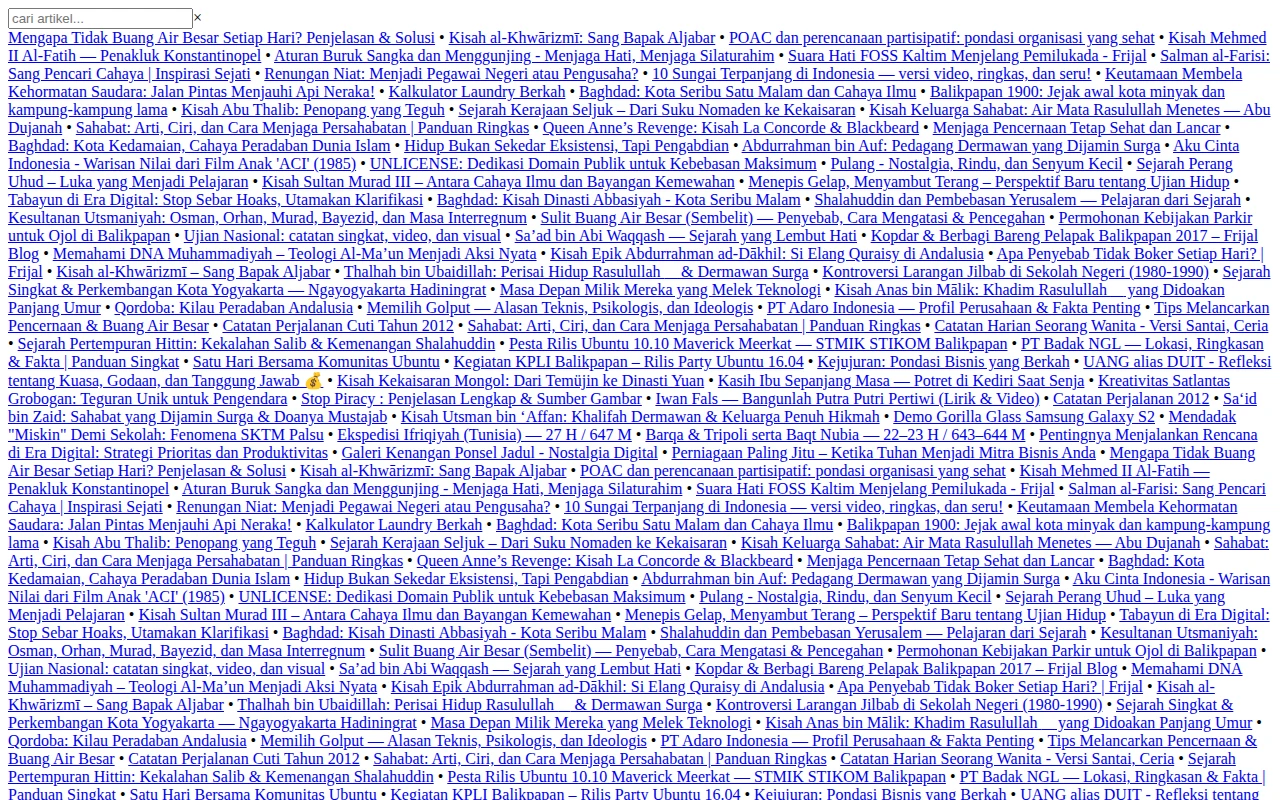 cari artikel...×
Mengapa Tidak Buang Air Besar Setiap Hari? Penjelasan & Solusi • Kisah al-Khwārizmī: Sang Bapak Aljabar • POAC dan perencanaan partisipatif: pondasi organisasi yang sehat • Kisah Mehmed
II Al-Fatih — Penakluk Konstantinopel • Aturan Buruk Sangka dan Menggunjing - Menjaga Hati, Menjaga Silaturahim • Suara Hati FOSS Kaltim Menjelang Pemilukada - Frijal • Salman al-Farisi:
Sang Pencari Cahaya | Inspirasi Sejati • Renungan Niat: Menjadi Pegawai Negeri atau Pengusaha? • 10 Sungai Terpanjang di Indonesia — versi video, ringkas, dan seru! • Keutamaan Membela
Kehormatan Saudara: Jalan Pintas Menjauhi Api Neraka! • Kalkulator Laundry Berkah • Baghdad: Kota Seribu Satu Malam dan Cahaya Ilmu • Balikpapan 1900: Jejak awal kota minyak dan
kampung-kampung lama • Kisah Abu Thalib: Penopang yang Teguh • Sejarah Kerajaan Seljuk – Dari Suku Nomaden ke Kekaisaran • Kisah Keluarga Sahabat: Air Mata Rasulullah Menetes — Abu
Dujanah • Sahabat: Arti, Ciri, dan Cara Menjaga Persahabatan | Panduan Ringkas • Queen Anne’s Revenge: Kisah La Concorde & Blackbeard • Menjaga Pencernaan Tetap Sehat dan Lancar •
Baghdad: Kota Kedamaian, Cahaya Peradaban Dunia Islam • Hidup Bukan Sekedar Eksistensi, Tapi Pengabdian • Abdurrahman bin Auf: Pedagang Dermawan yang Dijamin Surga • Aku Cinta
Indonesia - Warisan Nilai dari Film Anak 'ACI' (1985) • UNLICENSE: Dedikasi Domain Publik untuk Kebebasan Maksimum • Pulang - Nostalgia, Rindu, dan Senyum Kecil • Sejarah Perang
Uhud – Luka yang Menjadi Pelajaran • Kisah Sultan Murad III – Antara Cahaya Ilmu dan Bayangan Kemewahan • Menepis Gelap, Menyambut Terang – Perspektif Baru tentang Ujian Hidup •
Tabayun di Era Digital: Stop Sebar Hoaks, Utamakan Klarifikasi • Baghdad: Kisah Dinasti Abbasiyah - Kota Seribu Malam • Shalahuddin dan Pembebasan Yerusalem — Pelajaran dari Sejarah •
Kesultanan Utsmaniyah: Osman, Orhan, Murad, Bayezid, dan Masa Interregnum • Sulit Buang Air Besar (Sembelit) — Penyebab, Cara Mengatasi & Pencegahan • Permohonan Kebijakan Parkir
untuk Ojol di Balikpapan • Ujian Nasional: catatan singkat, video, dan visual • Sa’ad bin Abi Waqqash — Sejarah yang Lembut Hati • Kopdar & Berbagi Bareng Pelapak Balikpapan 2017 – Frijal
Blog • Memahami DNA Muhammadiyah – Teologi Al-Ma’un Menjadi Aksi Nyata • Kisah Epik Abdurrahman ad-Dākhil: Si Elang Quraisy di Andalusia • Apa Penyebab Tidak Boker Setiap Hari? |
Frijal • Kisah al-Khwārizmī – Sang Bapak Aljabar • Thalhah bin Ubaidillah: Perisai Hidup Rasulullah & Dermawan Surga • Kontroversi Larangan Jilbab di Sekolah Negeri (1980-1990) • Sejarah
Singkat & Perkembangan Kota Yogyakarta — Ngayogyakarta Hadiningrat • Masa Depan Milik Mereka yang Melek Teknologi • Kisah Anas bin Mālik: Khadim Rasulullah yang Didoakan
Panjang Umur • Qordoba: Kilau Peradaban Andalusia • Memilih Golput — Alasan Teknis, Psikologis, dan Ideologis • PT Adaro Indonesia — Profil Perusahaan & Fakta Penting • Tips Melancarkan
Pencernaan & Buang Air Besar • Catatan Perjalanan Cuti Tahun 2012 • Sahabat: Arti, Ciri, dan Cara Menjaga Persahabatan | Panduan Ringkas • Catatan Harian Seorang Wanita - Versi Santai, Ceria
• Sejarah Pertempuran Hittin: Kekalahan Salib & Kemenangan Shalahuddin • Pesta Rilis Ubuntu 10.10 Maverick Meerkat — STMIK STIKOM Balikpapan • PT Badak NGL — Lokasi, Ringkasan
& Fakta | Panduan Singkat • Satu Hari Bersama Komunitas Ubuntu • Kegiatan KPLI Balikpapan – Rilis Party Ubuntu 16.04 • Kejujuran: Pondasi Bisnis yang Berkah • UANG alias DUIT - Refleksi
tentang Kuasa, Godaan, dan Tanggung Jawab 💰 • Kisah Kekaisaran Mongol: Dari Temüjin ke Dinasti Yuan • Kasih Ibu Sepanjang Masa — Potret di Kediri Saat Senja • Kreativitas Satlantas
Grobogan: Teguran Unik untuk Pengendara • Stop Piracy : Penjelasan Lengkap & Sumber Gambar • Iwan Fals — Bangunlah Putra Putri Pertiwi (Lirik & Video) • Catatan Perjalanan 2012 • Sa‘id
bin Zaid: Sahabat yang Dijamin Surga & Doanya Mustajab • Kisah Utsman bin ‘Affan: Khalifah Dermawan & Keluarga Penuh Hikmah • Demo Gorilla Glass Samsung Galaxy S2 • Mendadak
"Miskin" Demi Sekolah: Fenomena SKTM Palsu • Ekspedisi Ifriqiyah (Tunisia) — 27 H / 647 M • Barqa & Tripoli serta Baqt Nubia — 22–23 H / 643–644 M • Pentingnya Menjalankan Rencana
di Era Digital: Strategi Prioritas dan Produktivitas • Galeri Kenangan Ponsel Jadul - Nostalgia Digital • Perniagaan Paling Jitu – Ketika Tuhan Menjadi Mitra Bisnis Anda • Mengapa Tidak Buang
Air Besar Setiap Hari? Penjelasan & Solusi • Kisah al-Khwārizmī: Sang Bapak Aljabar • POAC dan perencanaan partisipatif: pondasi organisasi yang sehat • Kisah Mehmed II Al-Fatih —
Penakluk Konstantinopel • Aturan Buruk Sangka dan Menggunjing - Menjaga Hati, Menjaga Silaturahim • Suara Hati FOSS Kaltim Menjelang Pemilukada - Frijal • Salman al-Farisi: Sang Pencari
Cahaya | Inspirasi Sejati • Renungan Niat: Menjadi Pegawai Negeri atau Pengusaha? • 10 Sungai Terpanjang di Indonesia — versi video, ringkas, dan seru! • Keutamaan Membela Kehormatan
Saudara: Jalan Pintas Menjauhi Api Neraka! • Kalkulator Laundry Berkah • Baghdad: Kota Seribu Satu Malam dan Cahaya Ilmu • Balikpapan 1900: Jejak awal kota minyak dan kampung-kampung
lama • Kisah Abu Thalib: Penopang yang Teguh • Sejarah Kerajaan Seljuk – Dari Suku Nomaden ke Kekaisaran • Kisah Keluarga Sahabat: Air Mata Rasulullah Menetes — Abu Dujanah • Sahabat:
Arti, Ciri, dan Cara Menjaga Persahabatan | Panduan Ringkas • Queen Anne’s Revenge: Kisah La Concorde & Blackbeard • Menjaga Pencernaan Tetap Sehat dan Lancar • Baghdad: Kota
Kedamaian, Cahaya Peradaban Dunia Islam • Hidup Bukan Sekedar Eksistensi, Tapi Pengabdian • Abdurrahman bin Auf: Pedagang Dermawan yang Dijamin Surga • Aku Cinta Indonesia - Warisan
Nilai dari Film Anak 'ACI' (1985) • UNLICENSE: Dedikasi Domain Publik untuk Kebebasan Maksimum • Pulang - Nostalgia, Rindu, dan Senyum Kecil • Sejarah Perang Uhud – Luka yang
Menjadi Pelajaran • Kisah Sultan Murad III – Antara Cahaya Ilmu dan Bayangan Kemewahan • Menepis Gelap, Menyambut Terang – Perspektif Baru tentang Ujian Hidup • Tabayun di Era Digital:
Stop Sebar Hoaks, Utamakan Klarifikasi • Baghdad: Kisah Dinasti Abbasiyah - Kota Seribu Malam • Shalahuddin dan Pembebasan Yerusalem — Pelajaran dari Sejarah • Kesultanan Utsmaniyah:
Osman, Orhan, Murad, Bayezid, dan Masa Interregnum • Sulit Buang Air Besar (Sembelit) — Penyebab, Cara Mengatasi & Pencegahan • Permohonan Kebijakan Parkir untuk Ojol di Balikpapan •
Ujian Nasional: catatan singkat, video, dan visual • Sa’ad bin Abi Waqqash — Sejarah yang Lembut Hati • Kopdar & Berbagi Bareng Pelapak Balikpapan 2017 – Frijal Blog • Memahami DNA
Muhammadiyah – Teologi Al-Ma’un Menjadi Aksi Nyata • Kisah Epik Abdurrahman ad-Dākhil: Si Elang Quraisy di Andalusia • Apa Penyebab Tidak Boker Setiap Hari? | Frijal • Kisah al-
Khwārizmī – Sang Bapak Aljabar • Thalhah bin Ubaidillah: Perisai Hidup Rasulullah & Dermawan Surga • Kontroversi Larangan Jilbab di Sekolah Negeri (1980-1990) • Sejarah Singkat &
Perkembangan Kota Yogyakarta — Ngayogyakarta Hadiningrat • Masa Depan Milik Mereka yang Melek Teknologi • Kisah Anas bin Mālik: Khadim Rasulullah yang Didoakan Panjang Umur •
Qordoba: Kilau Peradaban Andalusia • Memilih Golput — Alasan Teknis, Psikologis, dan Ideologis • PT Adaro Indonesia — Profil Perusahaan & Fakta Penting • Tips Melancarkan Pencernaan &
Buang Air Besar • Catatan Perjalanan Cuti Tahun 2012 • Sahabat: Arti, Ciri, dan Cara Menjaga Persahabatan | Panduan Ringkas • Catatan Harian Seorang Wanita - Versi Santai, Ceria • Sejarah
Pertempuran Hittin: Kekalahan Salib & Kemenangan Shalahuddin • Pesta Rilis Ubuntu 10.10 Maverick Meerkat — STMIK STIKOM Balikpapan • PT Badak NGL — Lokasi, Ringkasan & Fakta |
Panduan Singkat • Satu Hari Bersama Komunitas Ubuntu • Kegiatan KPLI Balikpapan – Rilis Party Ubuntu 16.04 • Kejujuran: Pondasi Bisnis yang Berkah • UANG alias DUIT - Refleksi tentang